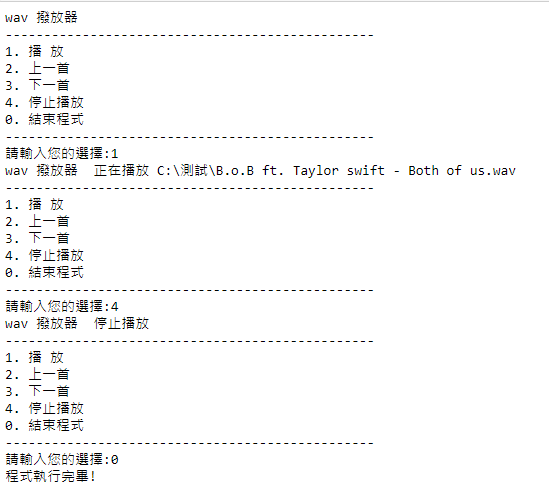 wav 撥放器
-----------------------------------------------
1. 播 放
2. 上一首
3. 下一首
4. 停止播放
0. 結束程式
-----------------------------------------------
請輸入您的選擇:1
wav 撥放器  正在播放 C:\測試\B.o.B ft. Taylor swift - Both of us.wav
-----------------------------------------------
1. 播 放
2. 上一首
3. 下一首
4. 停止播放
0. 結束程式
-----------------------------------------------
請輸入您的選擇:4
wav 撥放器  停止播放
-----------------------------------------------
1. 播 放
2. 上一首
3. 下一首
4. 停止播放
0. 結束程式
-----------------------------------------------
請輸入您的選擇:0
程式執行完畢!